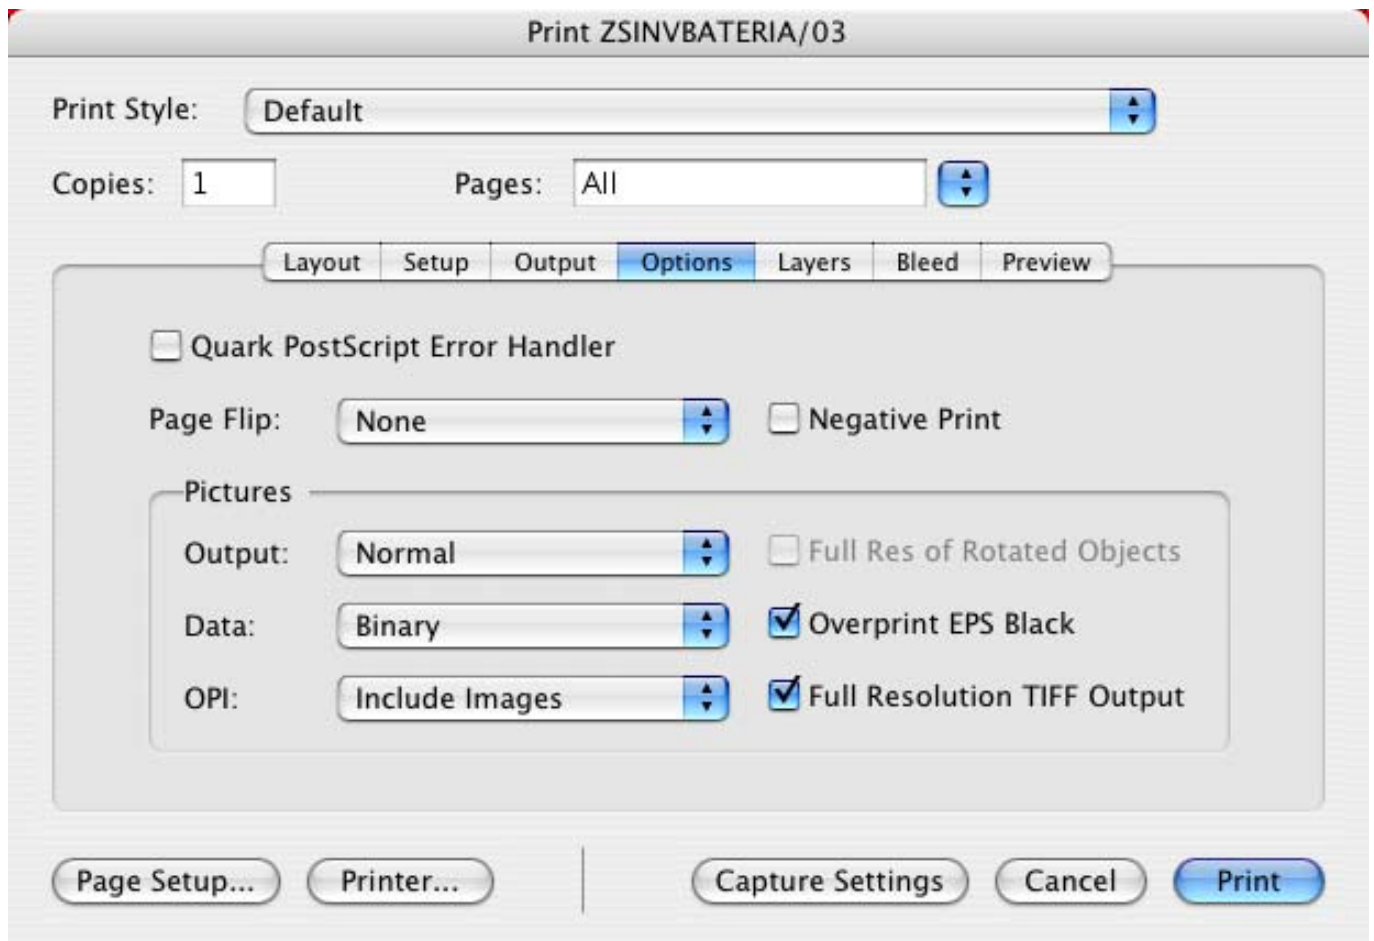 Print ZSINVBATERIA/03
Print Style: Default
Copies: 1 Pages: All
Layout Setup Output Options Layers Bleed Preview
Quark PostScript Error Handler
Page Flip: None Negative Print
Pictures
Output: Normal Full Res of Rotated Objects
Data: Binary Overprint EPS Black
OPI: Include Images Full Resolution TIFF Output
Page Setup... Printer... Capture Settings Cancel Print